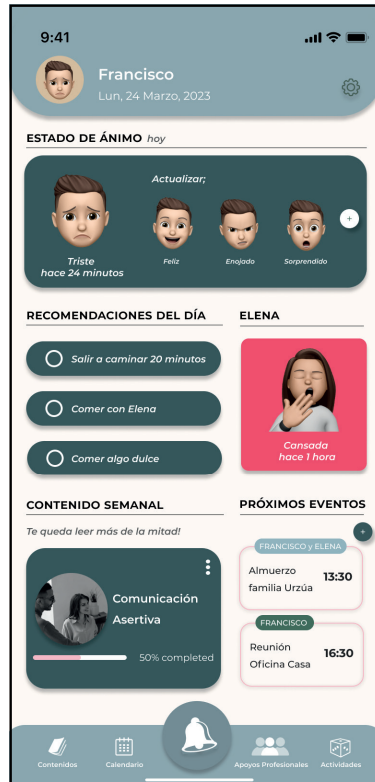 9:41
Francisco
Lun, 24 Marzo, 2023
ESTADO DE ÁNIMO hoy
Actualizar;
Triste
hace 24 minutos
Feliz
Enojado
Sorprendido
+
RECOMENDACIONES DEL DÍA
Salir a caminar 20 minutos
Comer con Elena
Comer algo dulce
ELENA
Cansada
hace 1 hora
CONTENIDO SEMANAL
Te queda leer más de la mitad!
Comunicación
Asertiva
50% completed
PRÓXIMOS EVENTOS
+
FRANCISCO y ELENA
Almuerzo
familia Urzúa
13:30
FRANCISCO
Reunión
Oficina Casa
16:30
Contenidos
Calendario
Apoyos Profesionales
Actividades